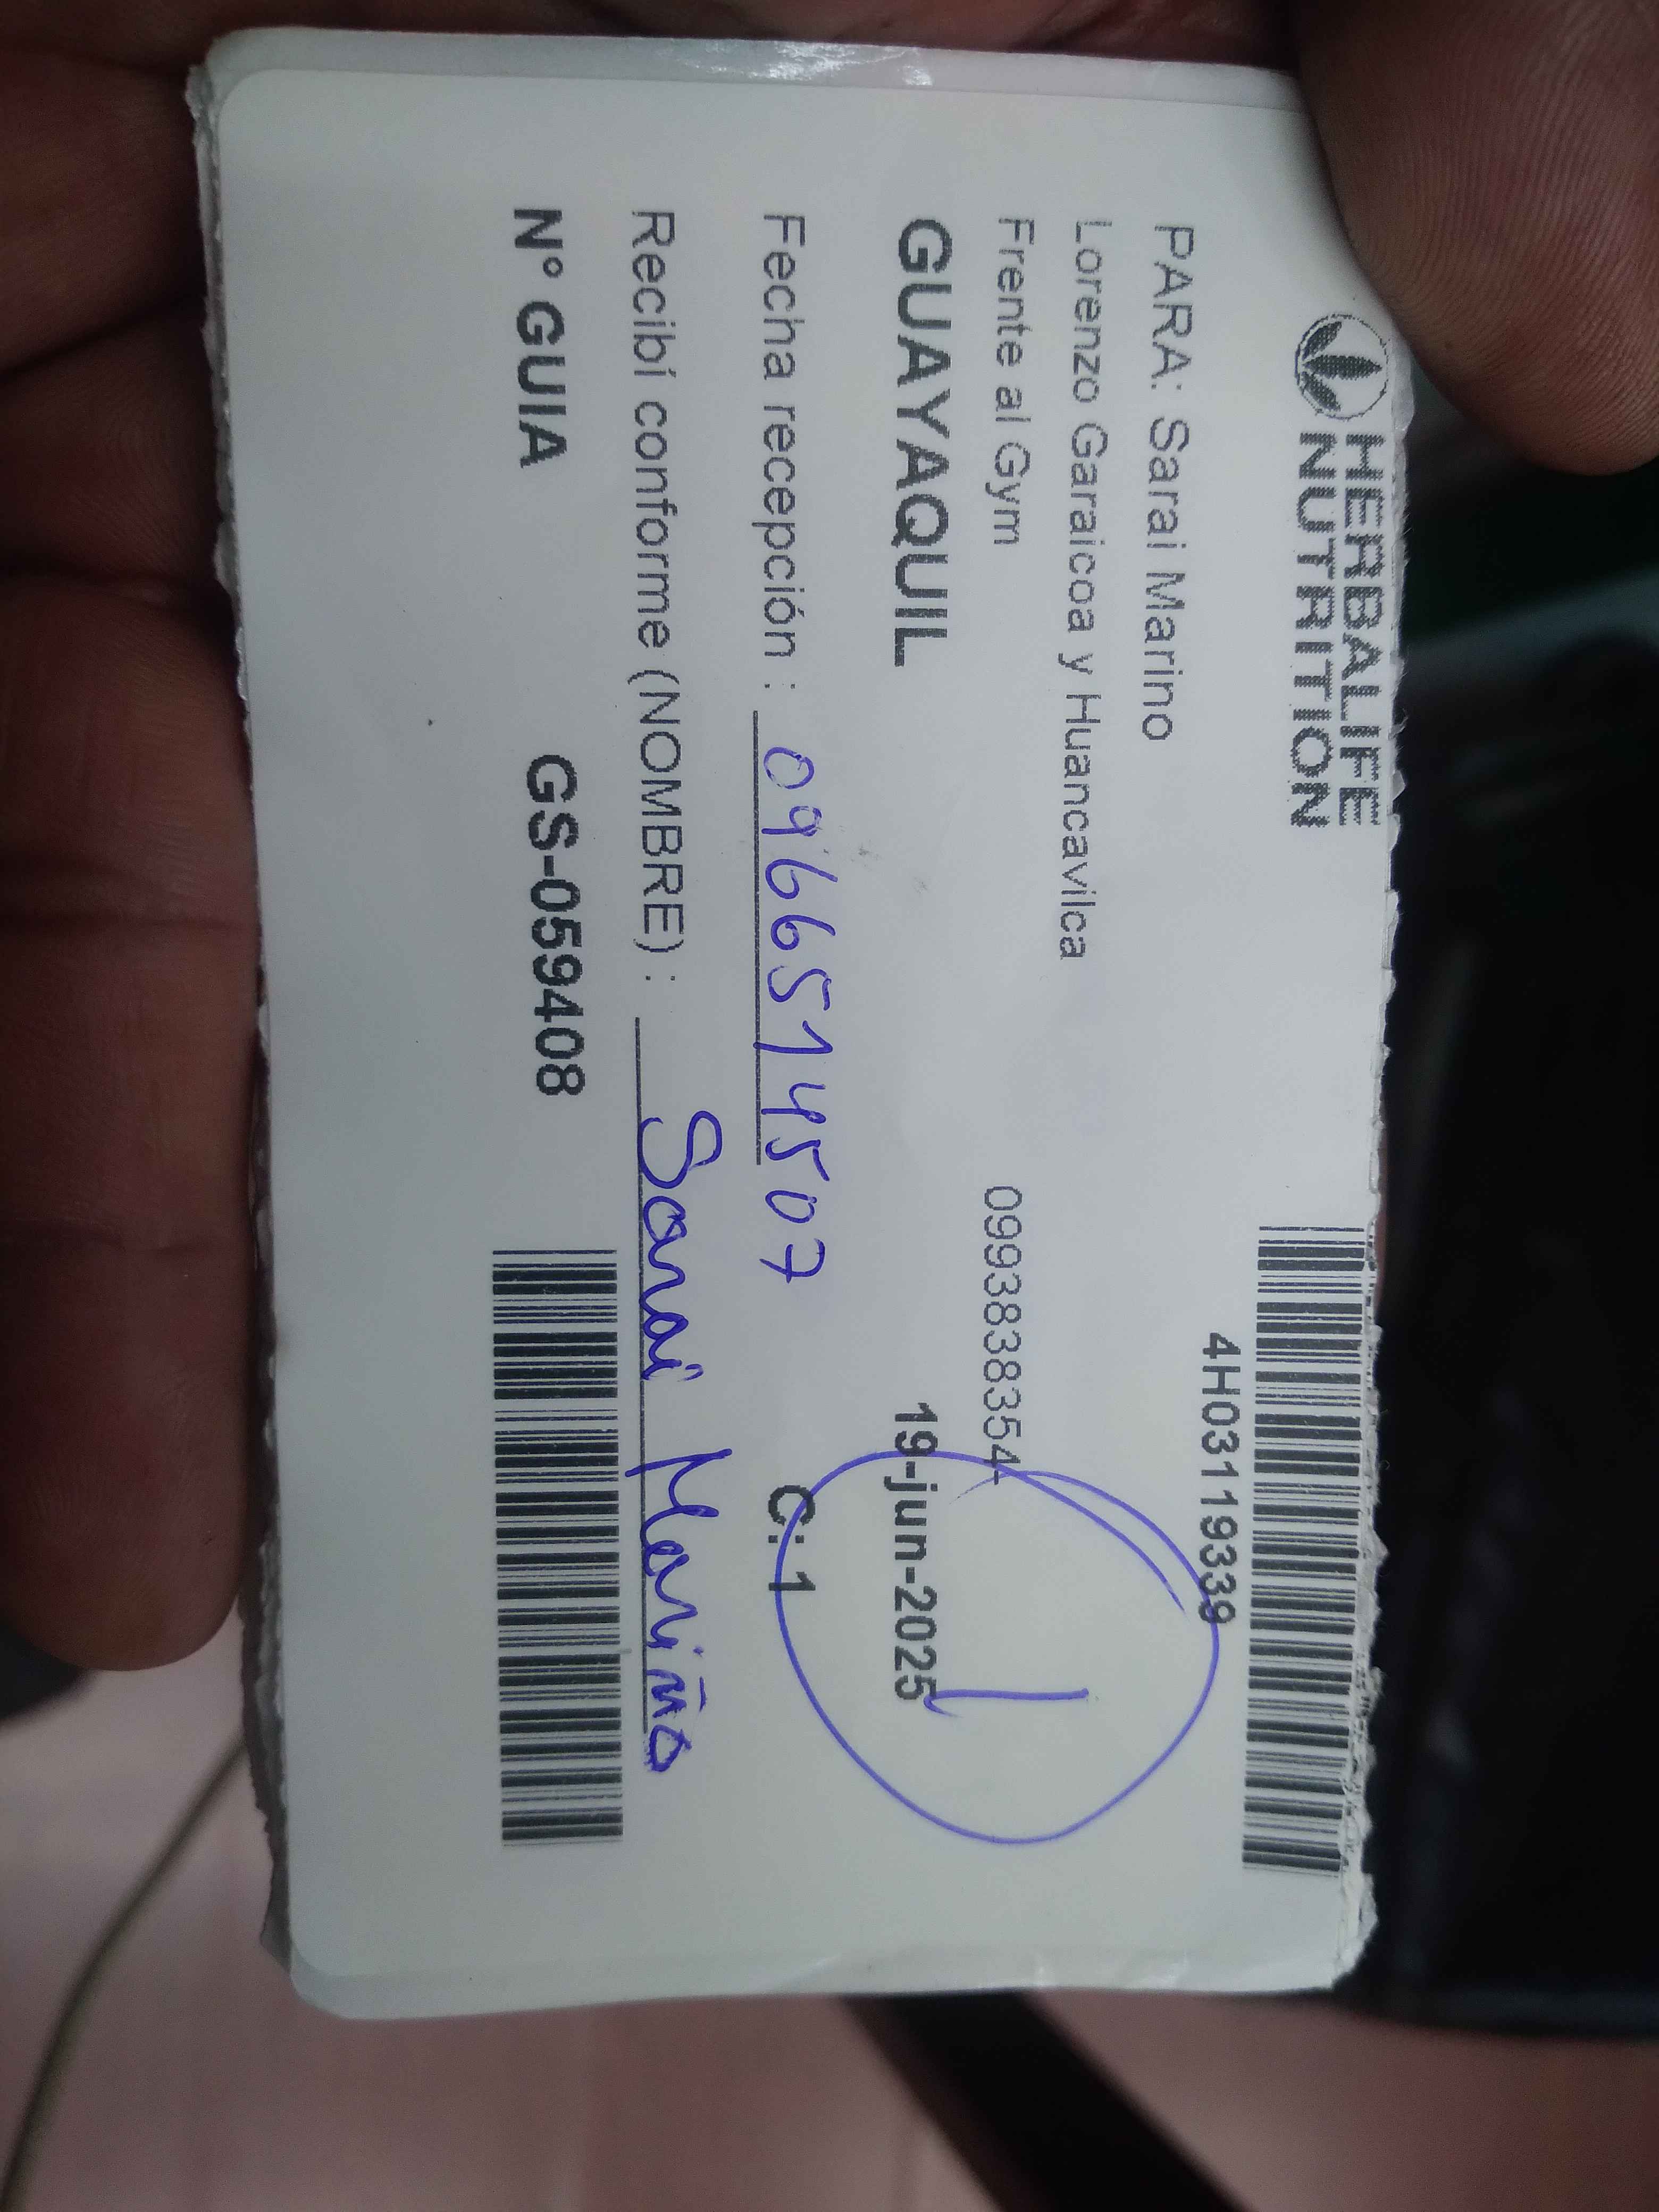 HERBALIFE
NUTRITION
4H03119339
PARA: Sarai Marino
Lorenzo Garaicoa y Huancavilca
Frente al Gym
0993838354-
GUAYAQUIL
19-jun-2025
1
Fecha recepción : 0966514507
C: 1
Recibí conforme (NOMBRE) : Sarai Mariño
N° GUIA GS-059408